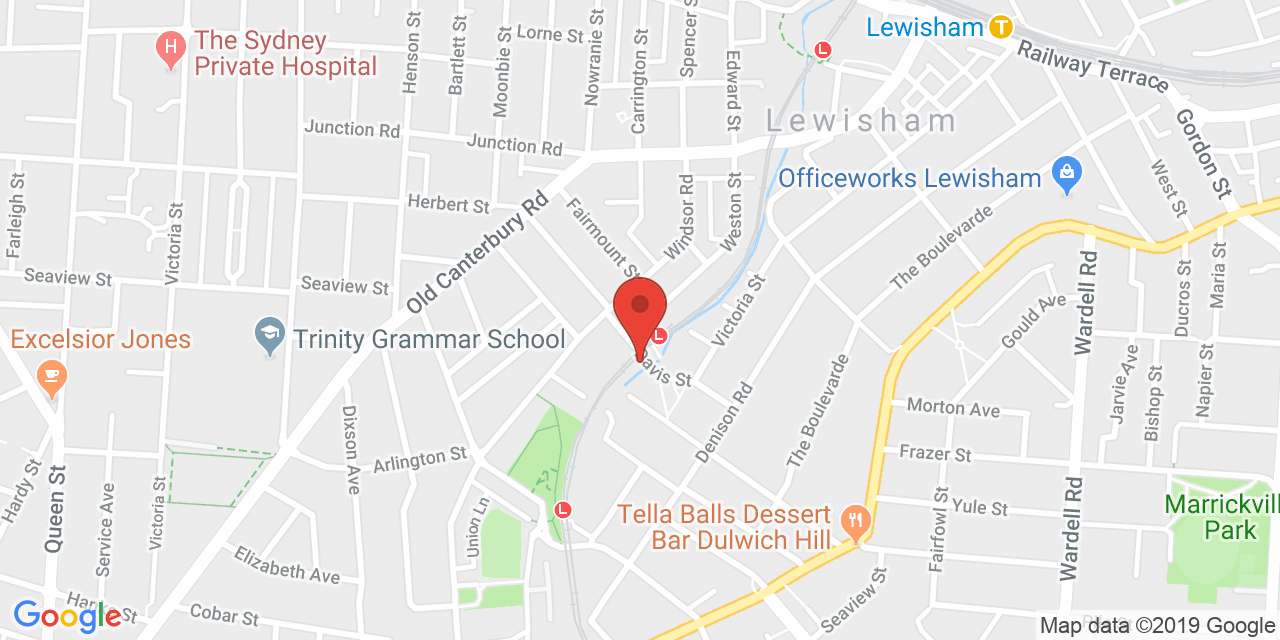 Lewisham T
Railway Terrace
Gordon St
H The Sydney
Private Hospital
Henson St
Bartlett St
Moonbie St
Lorne St
Nowranie St
Carrington St
Spencer S
Edward St
L
Lewisham
Junction Rd
Junction Rd
Officeworks Lewisham
West St
Farleigh St
Victoria St
Herbert St
Old Canterbury Rd
Fairmount St
Windsor Rd
Weston St
The Boulevarde
Wardell Rd
Ducros St
Maria St
Seaview St
Seaview St
Victoria St
Gould Ave
Excelsior Jones
Trinity Grammar School
L
Davis St
Denison Rd
The Boulevarde
Jarvie Ave
Bishop St
Napier St
Morton Ave
Dixson Ave
Arlington St
Frazer St
Hardy St
Queen St
Service Ave
Victoria St
Union Ln
L
Tella Balls Dessert
Bar Dulwich Hill
Yule St
Fairfowl St
Wardell Rd
Marrickvill
Park
Elizabeth Ave
Cobar St
Seaview St
Google
Map data ©2019 Google